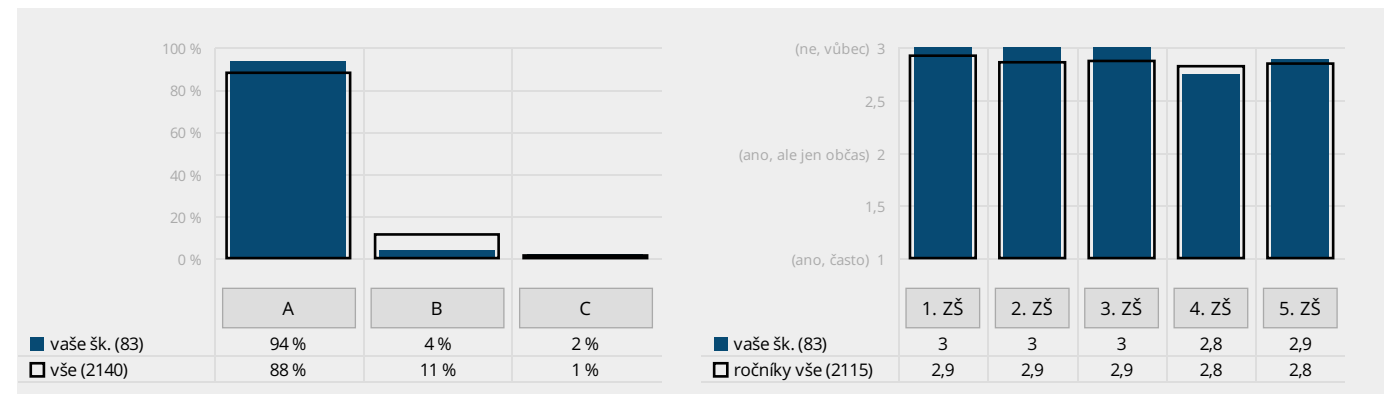 100 %
80 %
60 %
40 %
20 %
0 %
A B C
vaše šk. (83) 94 % 4 % 2 %
vše (2140) 88 % 11 % 1 %
(ne, vůbec) 3
2,5
(ano, ale jen občas) 2
1,5
(ano, často) 1
1. ZŠ 2. ZŠ 3. ZŠ 4. ZŠ 5. ZŠ
vaše šk. (83) 3 3 3 2,8 2,9
ročníky vše (2115) 2,9 2,9 2,9 2,8 2,8